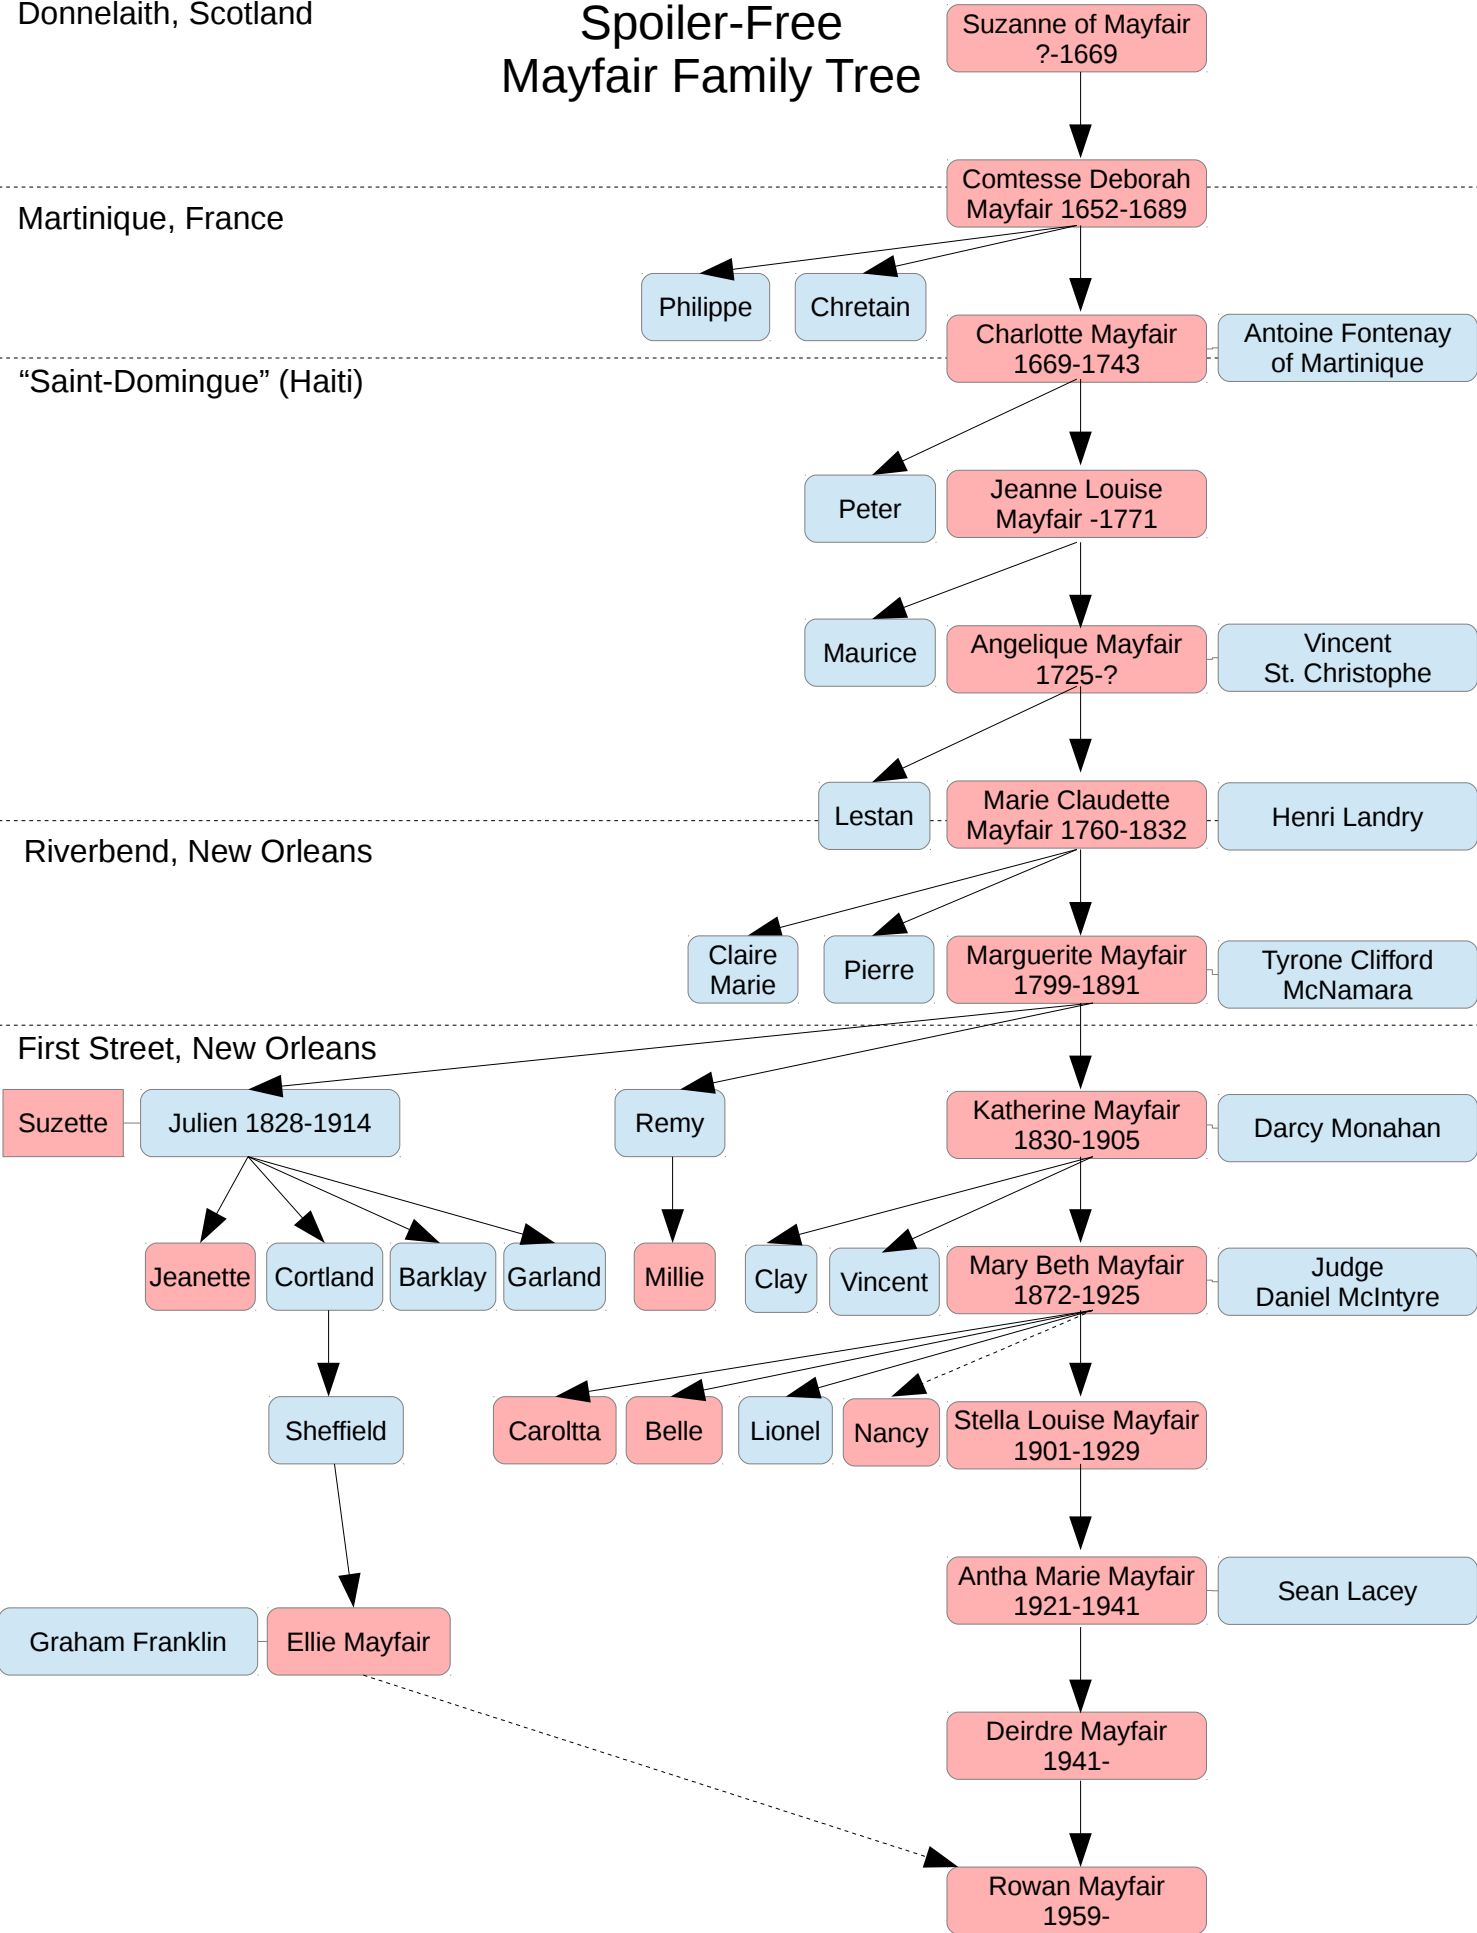 Donnelaith, Scotland
Spoiler-Free
Mayfair Family Tree
Suzanne of Mayfair
?-1669
Comtesse Deborah
Mayfair 1652-1689
Martinique, France
Philippe
Chretain
Charlotte Mayfair
1669-1743
Antoine Fontenay
of Martinique
“Saint-Domingue” (Haiti)
Peter
Jeanne Louise
Mayfair -1771
Maurice
Angelique Mayfair
1725-?
Vincent
St. Christophe
Lestan
Marie Claudette
Mayfair 1760-1832
Henri Landry
Riverbend, New Orleans
Claire
Marie
Pierre
Marguerite Mayfair
1799-1891
Tyrone Clifford
McNamara
First Street, New Orleans
Suzette
Julien 1828-1914
Remy
Katherine Mayfair
1830-1905
Darcy Monahan
Jeanette
Cortland
Barklay
Garland
Millie
Clay
Vincent
Mary Beth Mayfair
1872-1925
Judge
Daniel McIntyre
Sheffield
Caroltta
Belle
Lionel
Nancy
Stella Louise Mayfair
1901-1929
Antha Marie Mayfair
1921-1941
Sean Lacey
Graham Franklin
Ellie Mayfair
Deirdre Mayfair
1941-
Rowan Mayfair
1959-